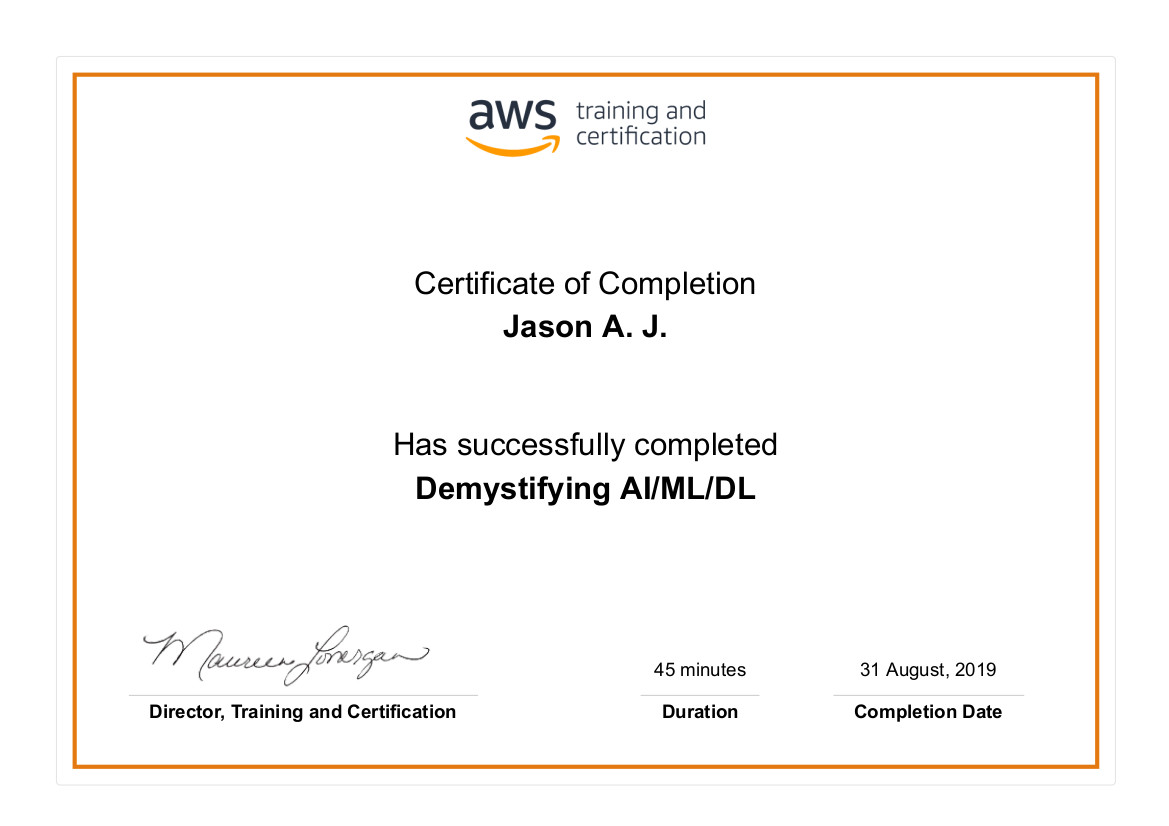 aws training and
certification
Certificate of Completion
Jason A. J.
Has successfully completed
Demystifying AI/ML/DL
Maureen Lonergan
45 minutes
31 August, 2019
Director, Training and Certification
Duration
Completion Date